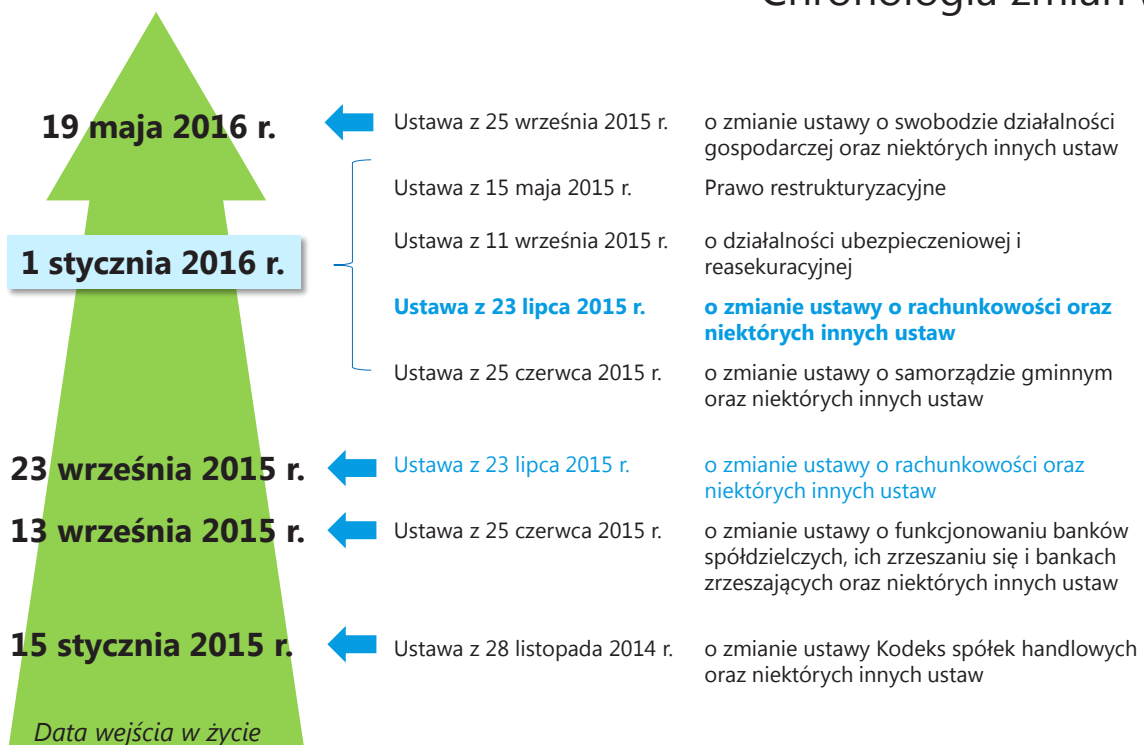 Chronologia zmian
19 maja 2016 r.
Ustawa z 25 września 2015 r.
o zmianie ustawy o swobodzie działalności
gospodarczej oraz niektórych innych ustaw
1 stycznia 2016 r.
Ustawa z 15 maja 2015 r.
Prawo restrukturyzacyjne
Ustawa z 11 września 2015 r.
o działalności ubezpieczeniowej i
reasekuracyjnej
Ustawa z 23 lipca 2015 r.
o zmianie ustawy o rachunkowości oraz
niektórych innych ustaw
Ustawa z 25 czerwca 2015 r.
o zmianie ustawy o samorządzie gminnym
oraz niektórych innych ustaw
23 września 2015 r.
Ustawa z 23 lipca 2015 r.
o zmianie ustawy o rachunkowości oraz
niektórych innych ustaw
13 września 2015 r.
Ustawa z 25 czerwca 2015 r.
o zmianie ustawy o funkcjonowaniu banków
spółdzielczych, ich zrzeszaniu się i bankach
zrzeszających oraz niektórych innych ustaw
15 stycznia 2015 r.
Ustawa z 28 listopada 2014 r.
o zmianie ustawy Kodeks spółek handlowych
oraz niektórych innych ustaw
Data wejścia w życie